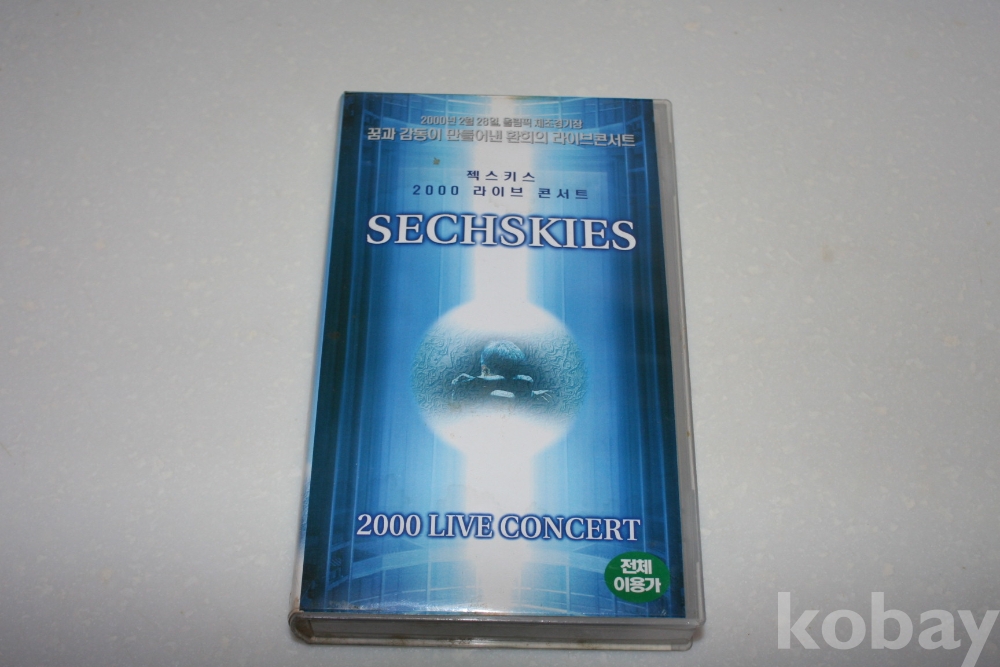 2000년 2월 28일, 올림픽 체조경기장
꿈과 감동이 만들어낸 환희의 라이브콘서트
젝스키스
2000 라이브 콘서트
SECHSKIES
2000 LIVE CONCERT
전체
이용가
kobay